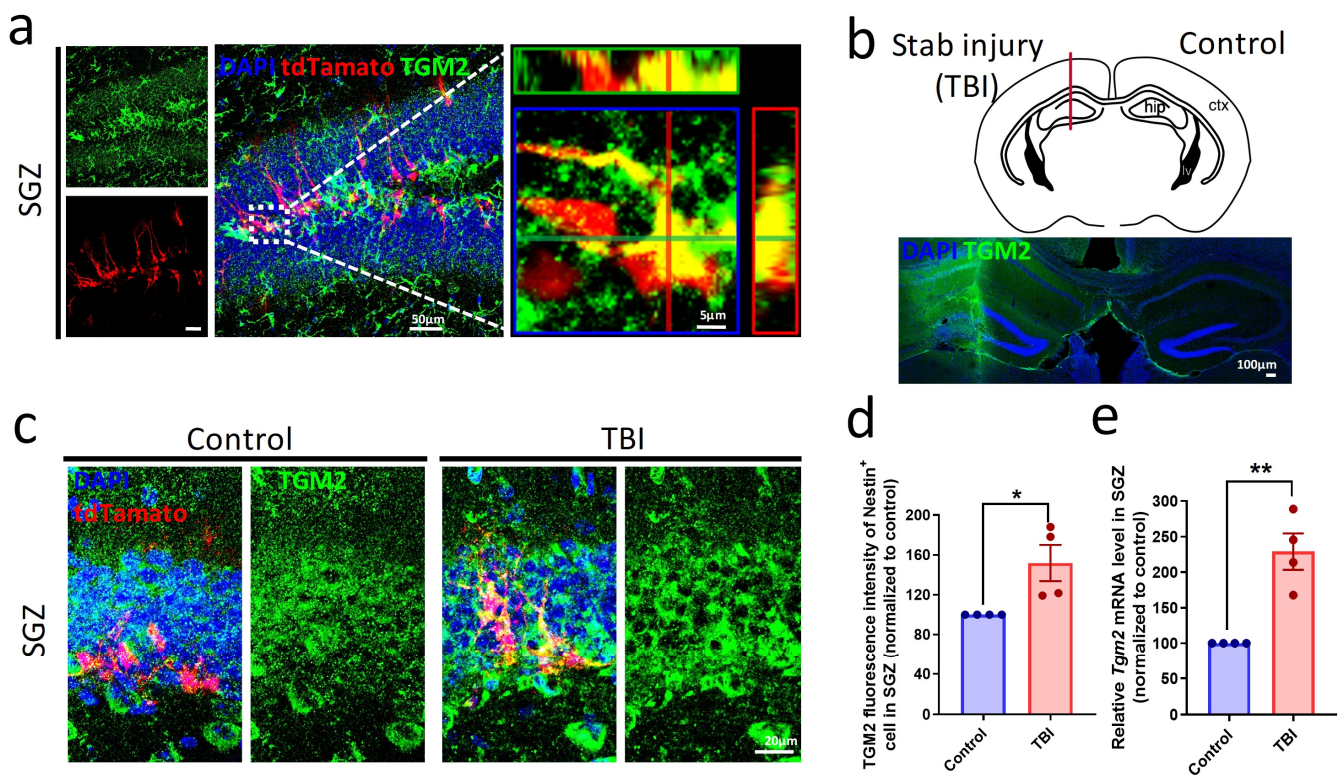 a
SGZ
DAPI tdTamato TGM2
50μm
5μm
b
Stab injury
(TBI)
Control
hip
ctx
lv
DAPI TGM2
100μm
c
Control
TBI
SGZ
DAPI
tdTamato
TGM2
20μm
d
TGM2 fluorescence intensity of Nestin⁺
cell in SGZ (normalized to control)
200
160
120
80
40
0
*
Control
TBI
e
Relative Tgm2 mRNA level in SGZ
(normalized to control)
300
250
200
150
100
50
0
**
Control
TBI